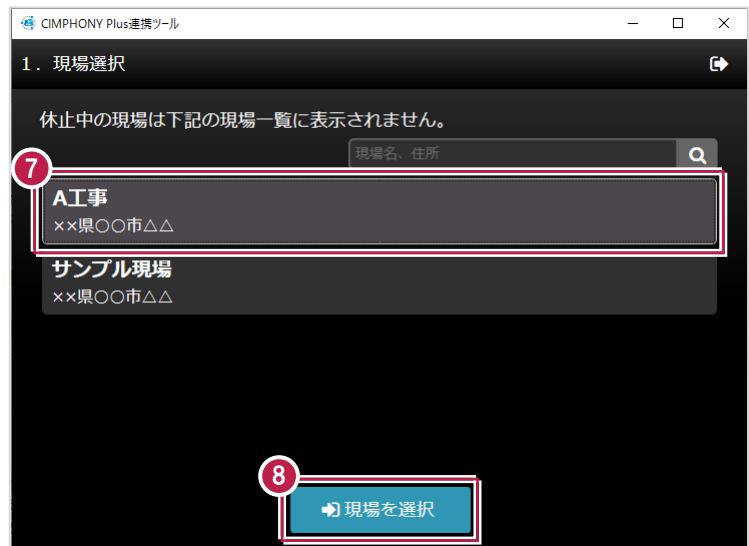 CIMPHONY Plus連携ツール
1．現場選択
休止中の現場は下記の現場一覧に表示されません。
現場名、住所
7
A工事
××県○○市△△
サンプル現場
××県○○市△△
8
現場を選択